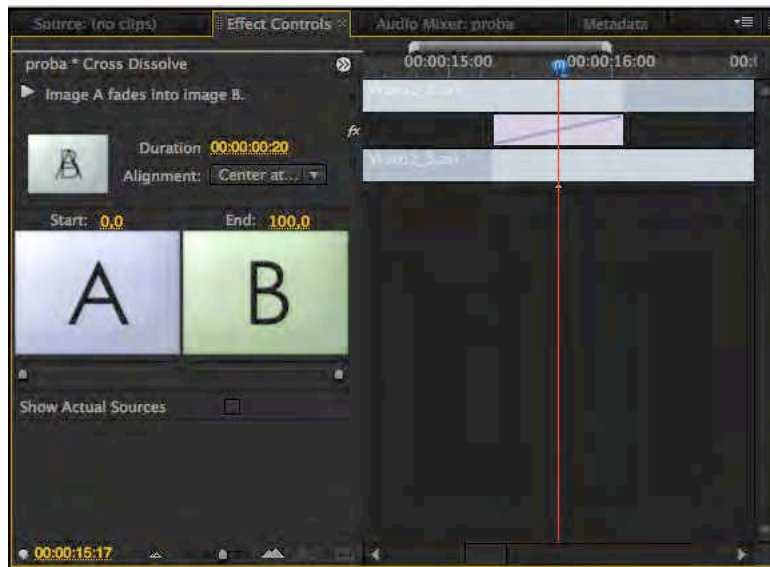 Source: (no clips) Effect Controls Audio Mixer: proba Metadata
proba * Cross Dissolve
00:00:15:00 00:00:16:00 00:
Image A fades into image B.
A
fx
Duration 00:00:00:20
Alignment: Center at...
Start: 0,0 End: 100,0
A B
Show Actual Sources
00:00:15:17